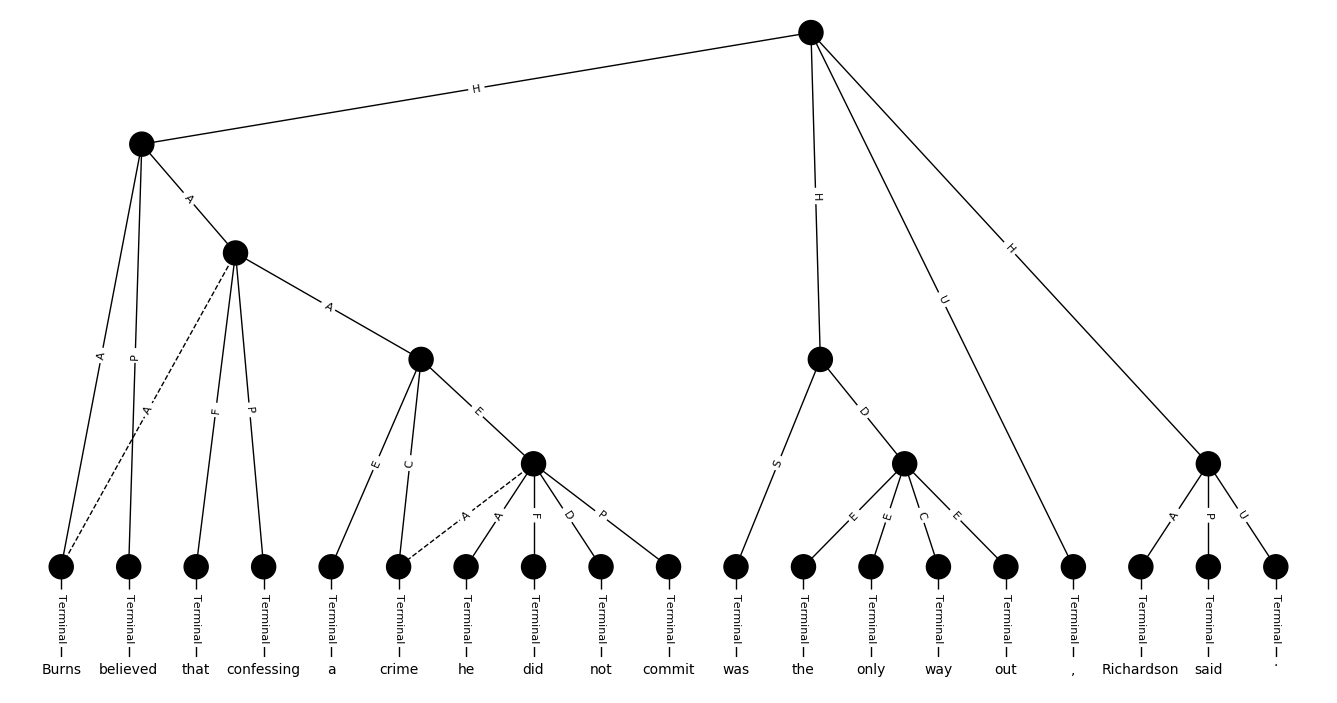 H
H
H
U
A
A
P
A
A
F
P
E
C
E
A
A
F
D
P
S
D
E
E
C
E
A
P
U
Terminal Terminal Terminal Terminal Terminal Terminal Terminal Terminal Terminal Terminal Terminal Terminal Terminal Terminal Terminal Terminal Terminal Terminal Terminal
Burns believed that confessing a crime he did not commit was the only way out , Richardson said .